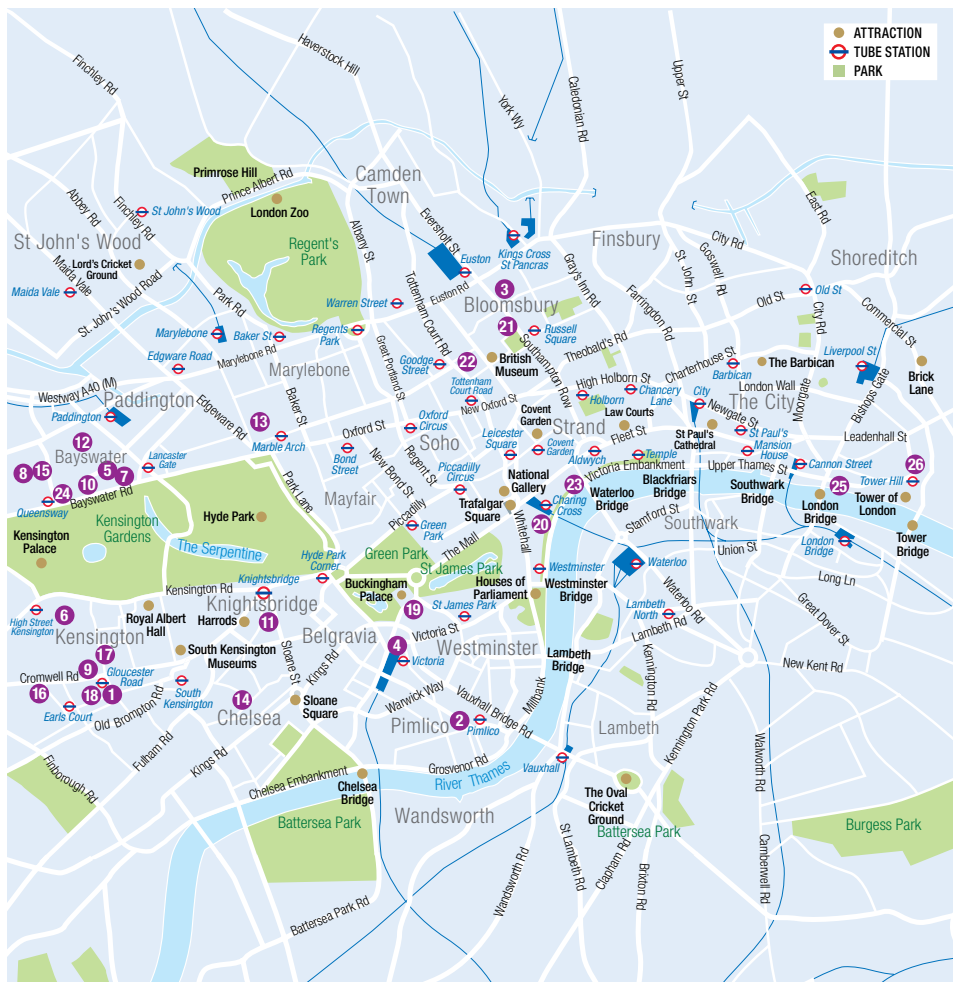 ATTRACTION
TUBE STATION
PARK
Finchley Rd
Haverstock Hill
York Wy
Caledonian Rd
Upper St
Primrose Hill
Prince Albert Rd
Camden
Town
London Zoo
Abbey Rd
Finchley Rd
St John's Wood
St John's Wood
Albany St
Eversholt St
Regent's
Park
East Rd
City Rd
Finsbury
Shoreditch
Kings Cross
St Pancras
Euston
Euston Rd
Lord's Cricket
Ground
Maida Vale
Maida Vale
St. John's Wood Road
Park Rd
Gray's Inn Rd
Farringdon Rd
St John St
Goswell Rd
Old St
Old St
City Rd
Commercial St
3
Bloomsbury
21
Warren Street
Tottenham Court Rd
Russell
Square
Marylebone
Baker St
Regents
Park
Great Portland St
Edgware Road
Marylebone Rd
Marylebone
Goodge
Street
22
British
Museum
Southampton Row
Theobald's Rd
Charterhouse St
Barbican
The Barbican
Liverpool St
Brick
Lane
Westway A40 (M)
Paddington
Paddington
Edgeware Rd
Baker St
Tottenham
Court Road
New Oxford St
High Holborn St
Holborn
Chancery
Lane
City
London Wall
The City
Moorgate
Bishops Gate
13
Marble Arch
Oxford St
Oxford
Circus
Soho
Covent
Garden
Strand
Law Courts
Fleet St
Newgate St
St Paul's
Cathedral
St Paul's
Mansion
House
Leadenhall St
12
Bayswater
8
15
5
7
10
24
Lancaster
Gate
Queensway
Bayswater Rd
Bond
Street
New Bond St
Regent St
Leicester
Square
Covent
Garden
Aldwych
Temple
Upper Thames St
Cannon Street
26
Tower Hill
Park Lane
Mayfair
Piccadilly
Circus
Piccadilly
National
Gallery
23
Victoria Embankment
Waterloo
Bridge
Blackfriars
Bridge
Southwark
Bridge
25
London
Bridge
Tower of
London
Tower
Bridge
Kensington
Gardens
Hyde Park
Trafalgar
Square
Charing
Cross
20
Whitehall
Green
Park
The Mall
Stamford St
Southwark
Union St
London
Bridge
Kensington
Palace
The Serpentine
Hyde Park
Corner
Green Park
St James Park
Westminster
Waterloo
Long Ln
Great Dover St
Kensington Rd
Knightsbridge
Knightsbridge
Buckingham
Palace
Houses of
Parliament
Westminster
Bridge
Waterloo Rd
High Street
Kensington
6
Kensington
Royal Albert
Hall
Harrods
11
19
St James Park
Lambeth
North
Lambeth Rd
Belgravia
Victoria St
Westminster
4
Victoria
Lambeth
Bridge
17
South Kensington
Museums
Sloane St
Kings Rd
New Kent Rd
Cromwell Rd
9
Gloucester
Road
16
18
1
Earls Court
Old Brompton Rd
South
Kensington
14
Chelsea
Sloane
Square
Warwick Way
Vauxhall Bridge Rd
Millbank
Kennington Rd
Kennington Park Rd
Pimlico
2
Pimlico
Lambeth
Walworth Rd
Finborough Rd
Fulham Rd
Kings Rd
Chelsea Embankment
Chelsea
Bridge
Grosvenor Rd
River Thames
Vauxhall
The Oval
Cricket
Ground
Wandsworth
Battersea Park
Battersea Park
Burgess Park
Wandsworth Rd
St Lambeth Rd
Clapham Rd
Brixton Rd
Camberwell Rd
Battersea Park Rd